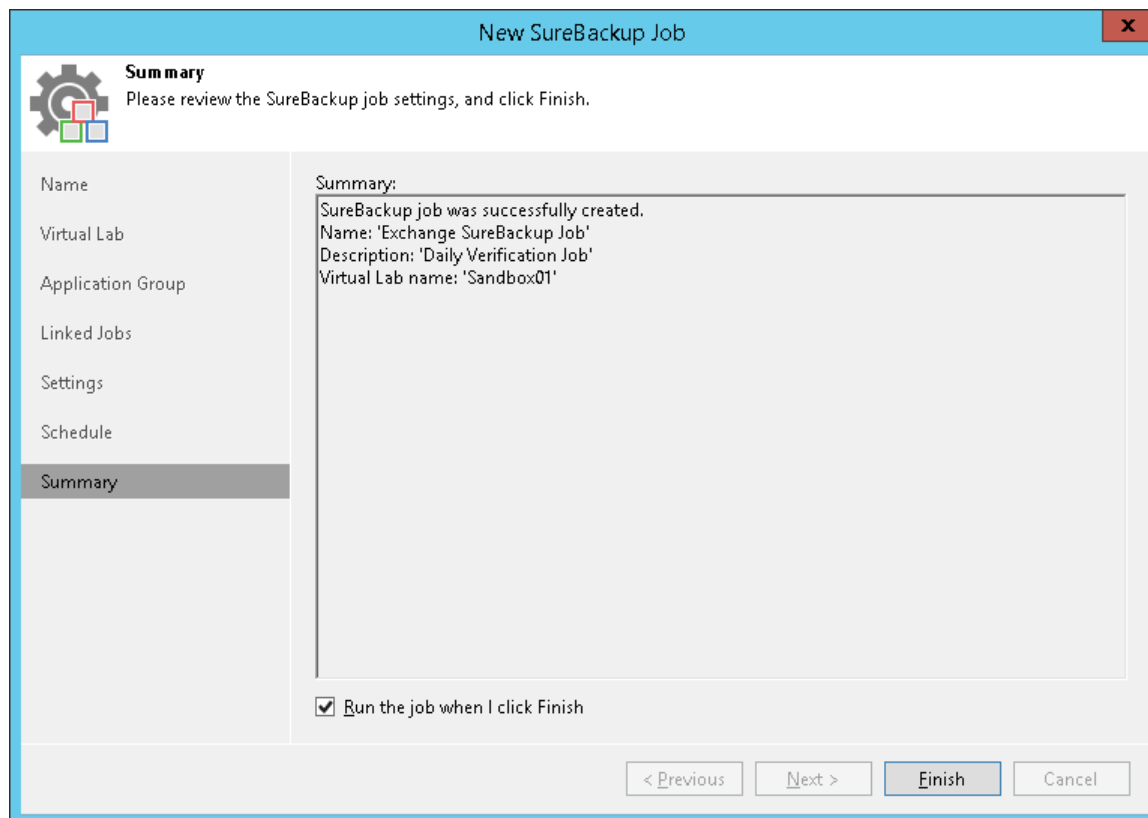 New SureBackup Job
x
Summary
Please review the SureBackup job settings, and click Finish.
Name
Virtual Lab
Application Group
Linked Jobs
Settings
Schedule
Summary
Summary:
SureBackup job was successfully created.
Name: 'Exchange SureBackup Job'
Description: 'Daily Verification Job'
Virtual Lab name: 'Sandbox01'
Run the job when I click Finish
< Previous
Next >
Finish
Cancel